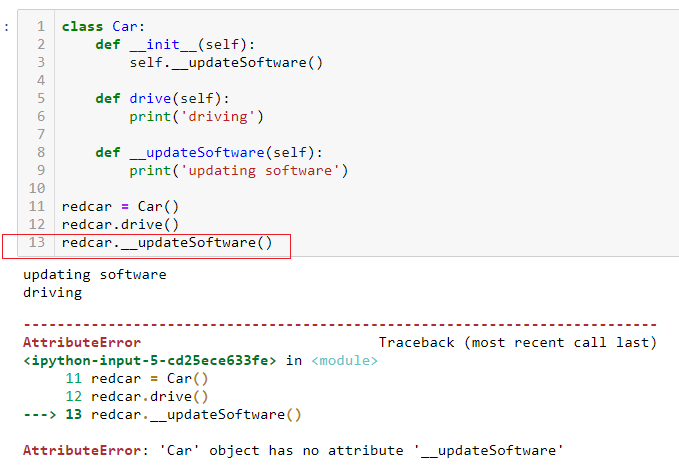 :
1 class Car:
2     def __init__(self):
3         self.__updateSoftware()
4
5     def drive(self):
6         print('driving')
7
8     def __updateSoftware(self):
9         print('updating software')
10
11 redcar = Car()
12 redcar.drive()
13 redcar.__updateSoftware()
updating software
driving
---------------------------------------------------------------------------
AttributeError                            Traceback (most recent call last)
<ipython-input-5-cd25ece633fe> in <module>
     11 redcar = Car()
     12 redcar.drive()
---> 13 redcar.__updateSoftware()
AttributeError: 'Car' object has no attribute '__updateSoftware'